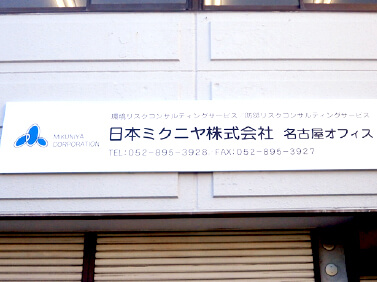 環境リスクコンサルティングサービス 防災リスクコンサルティングサービス
MIKUNIYA
CORPORATION
日本ミクニヤ株式会社 名古屋オフィス
TEL:052-895-3928 FAX:052-895-3927